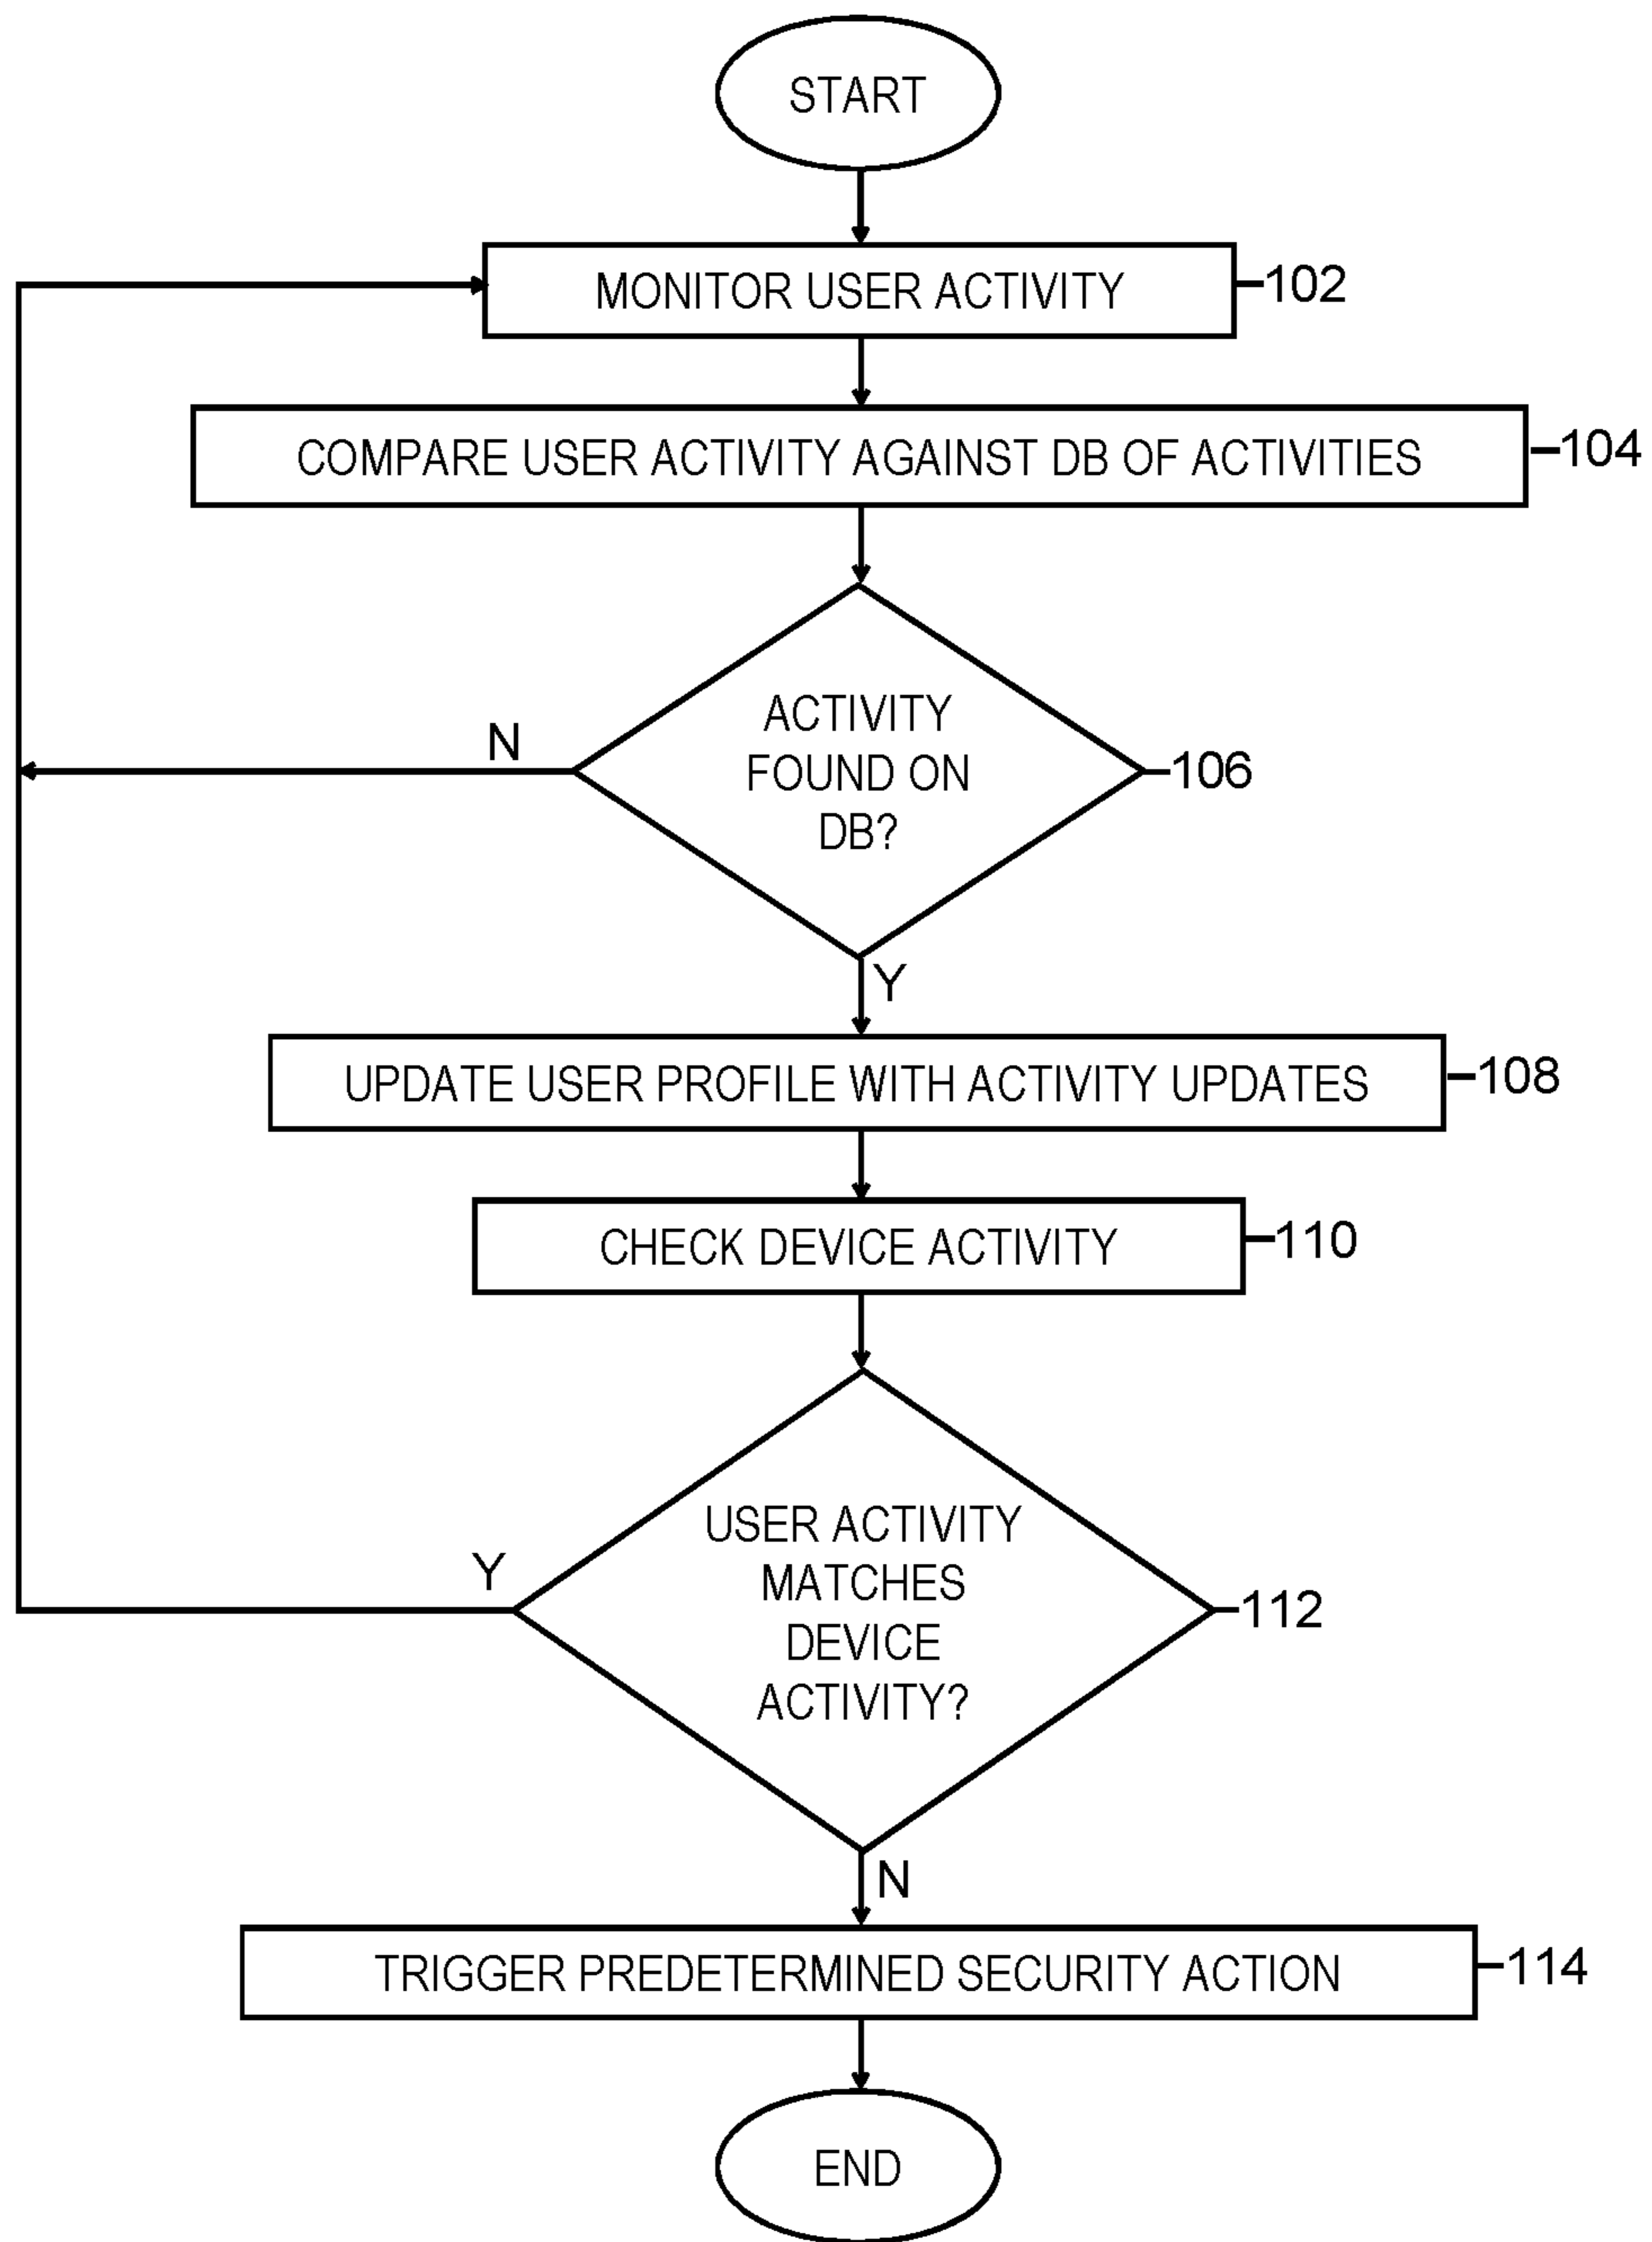 START
MONITOR USER ACTIVITY
102
COMPARE USER ACTIVITY AGAINST DB OF ACTIVITIES
104
ACTIVITY
FOUND ON
DB?
N
106
Y
UPDATE USER PROFILE WITH ACTIVITY UPDATES
108
CHECK DEVICE ACTIVITY
110
USER ACTIVITY
MATCHES
DEVICE
ACTIVITY?
Y
112
N
TRIGGER PREDETERMINED SECURITY ACTION
114
END